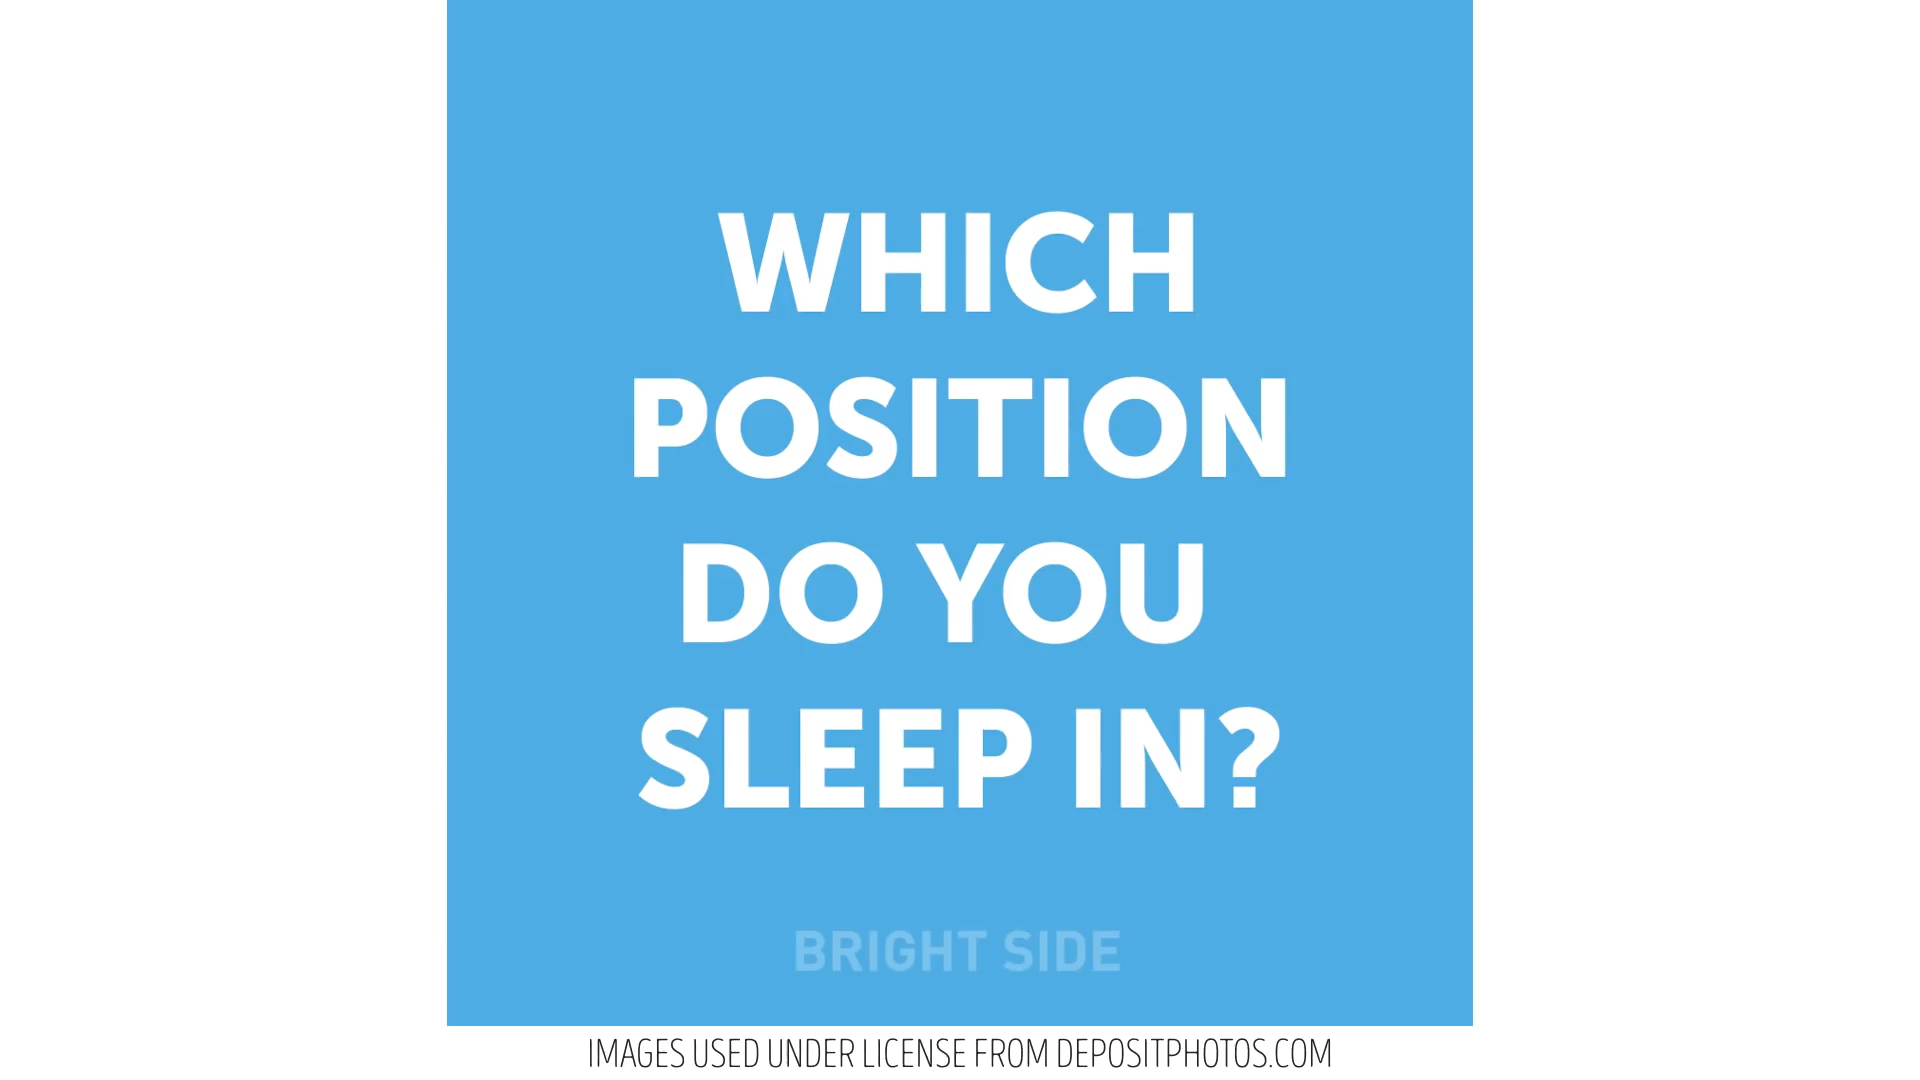 WHICH
POSITION
DO YOU
SLEEP IN?
BRIGHT SIDE
IMAGES USED UNDER LICENSE FROM DEPOSITPHOTOS.COM